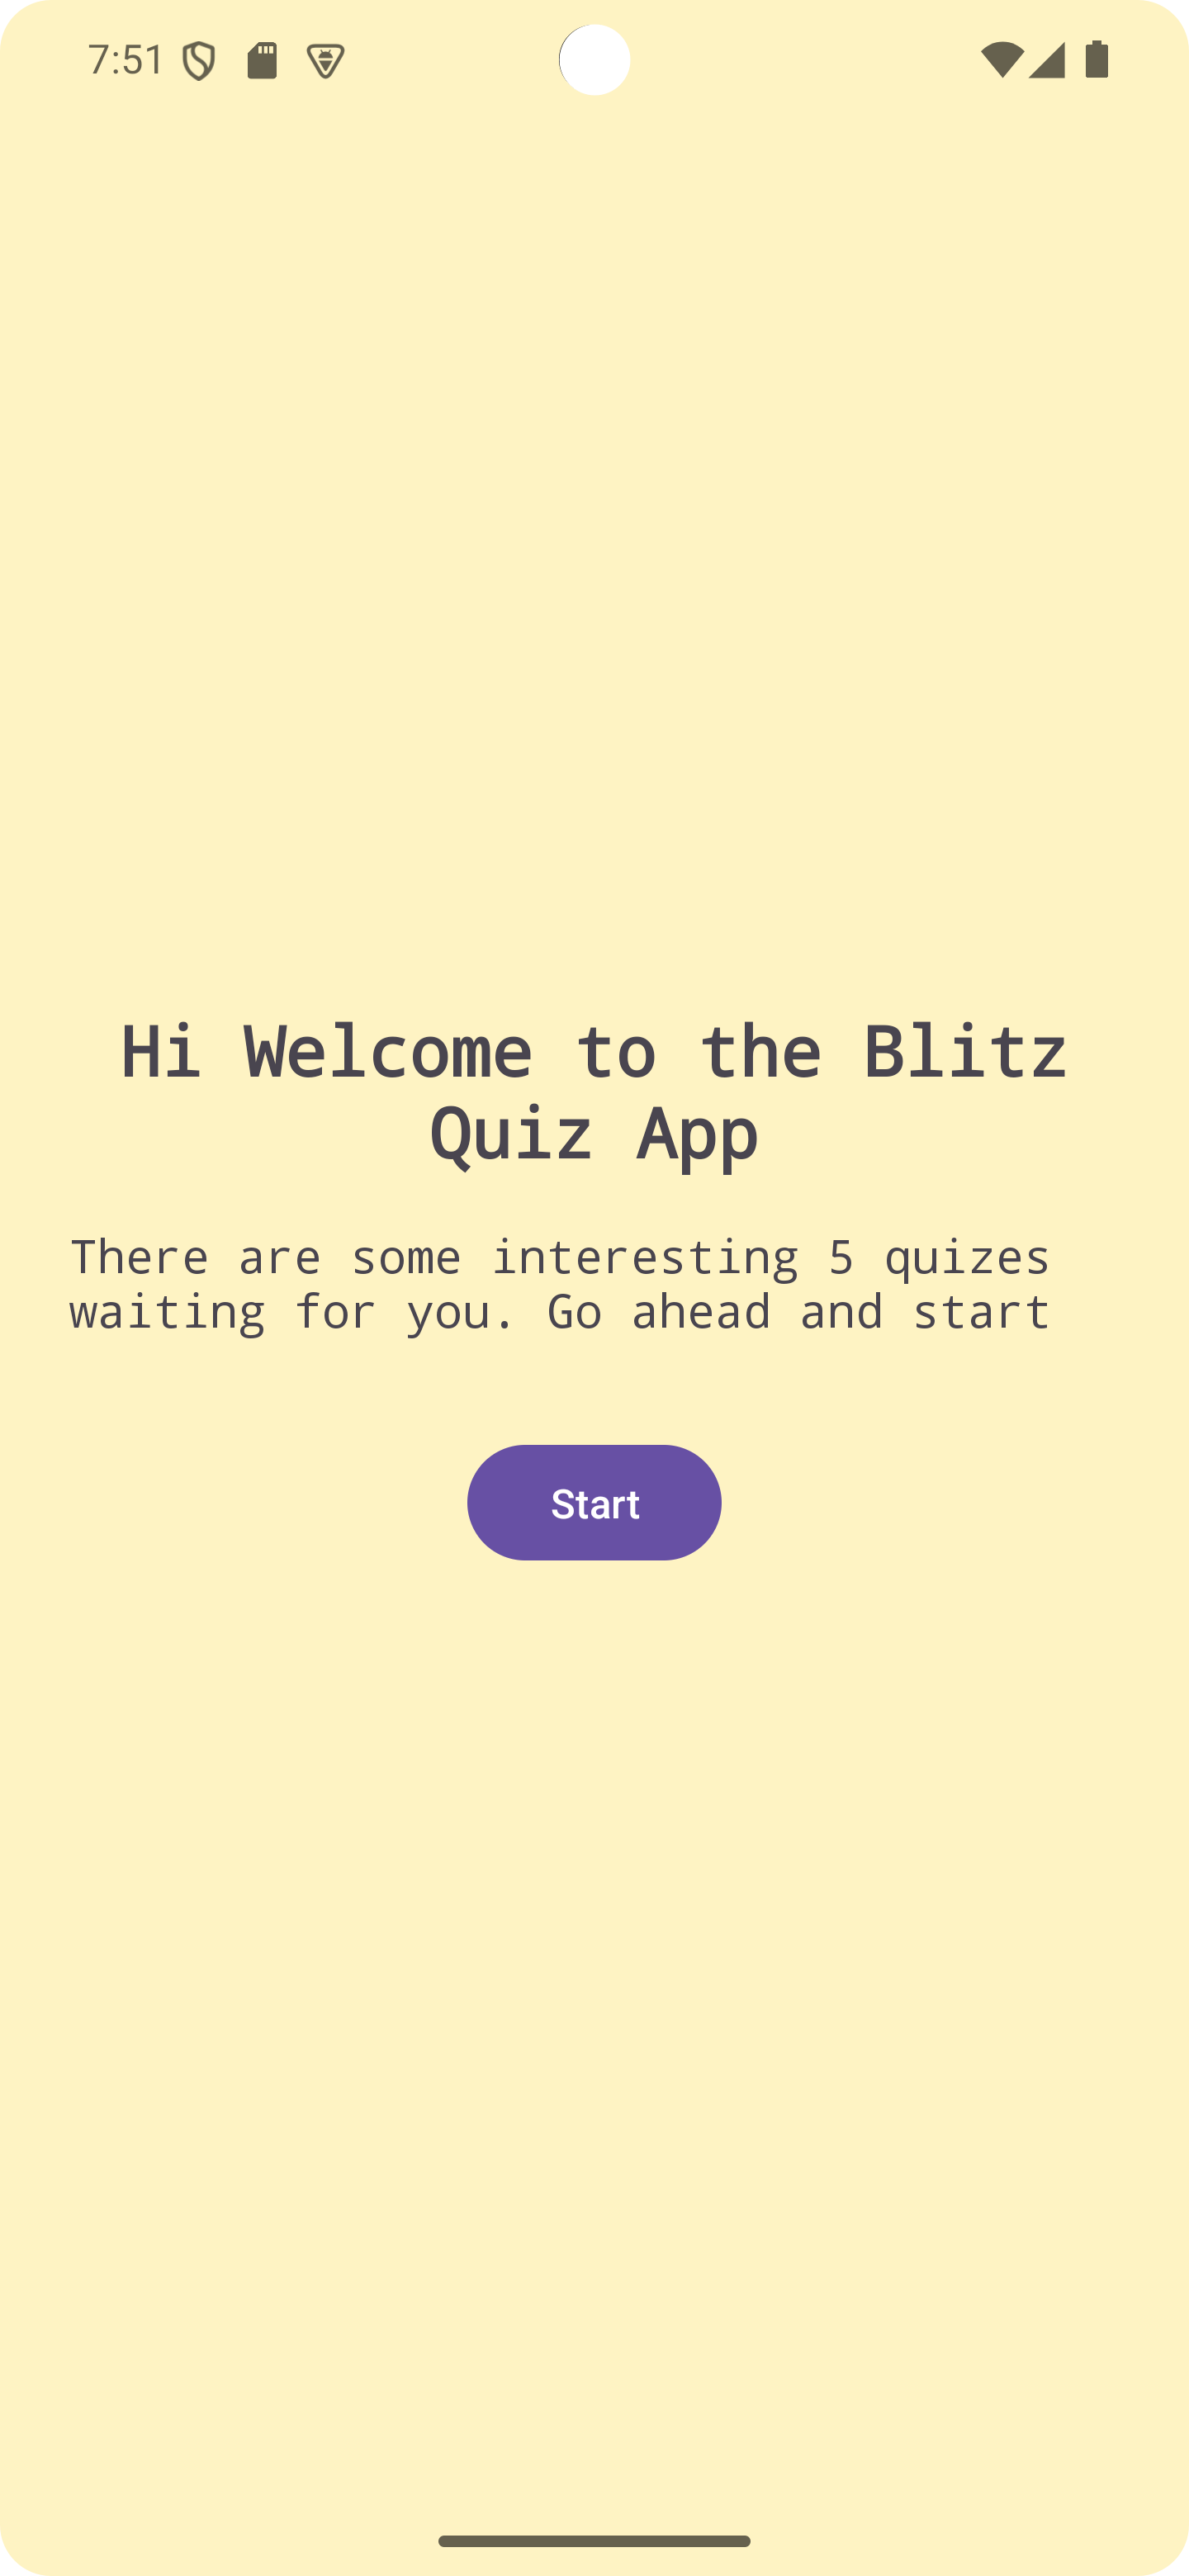 7:51
Hi Welcome to the Blitz
Quiz App
There are some interesting 5 quizes
waiting for you. Go ahead and start
Start